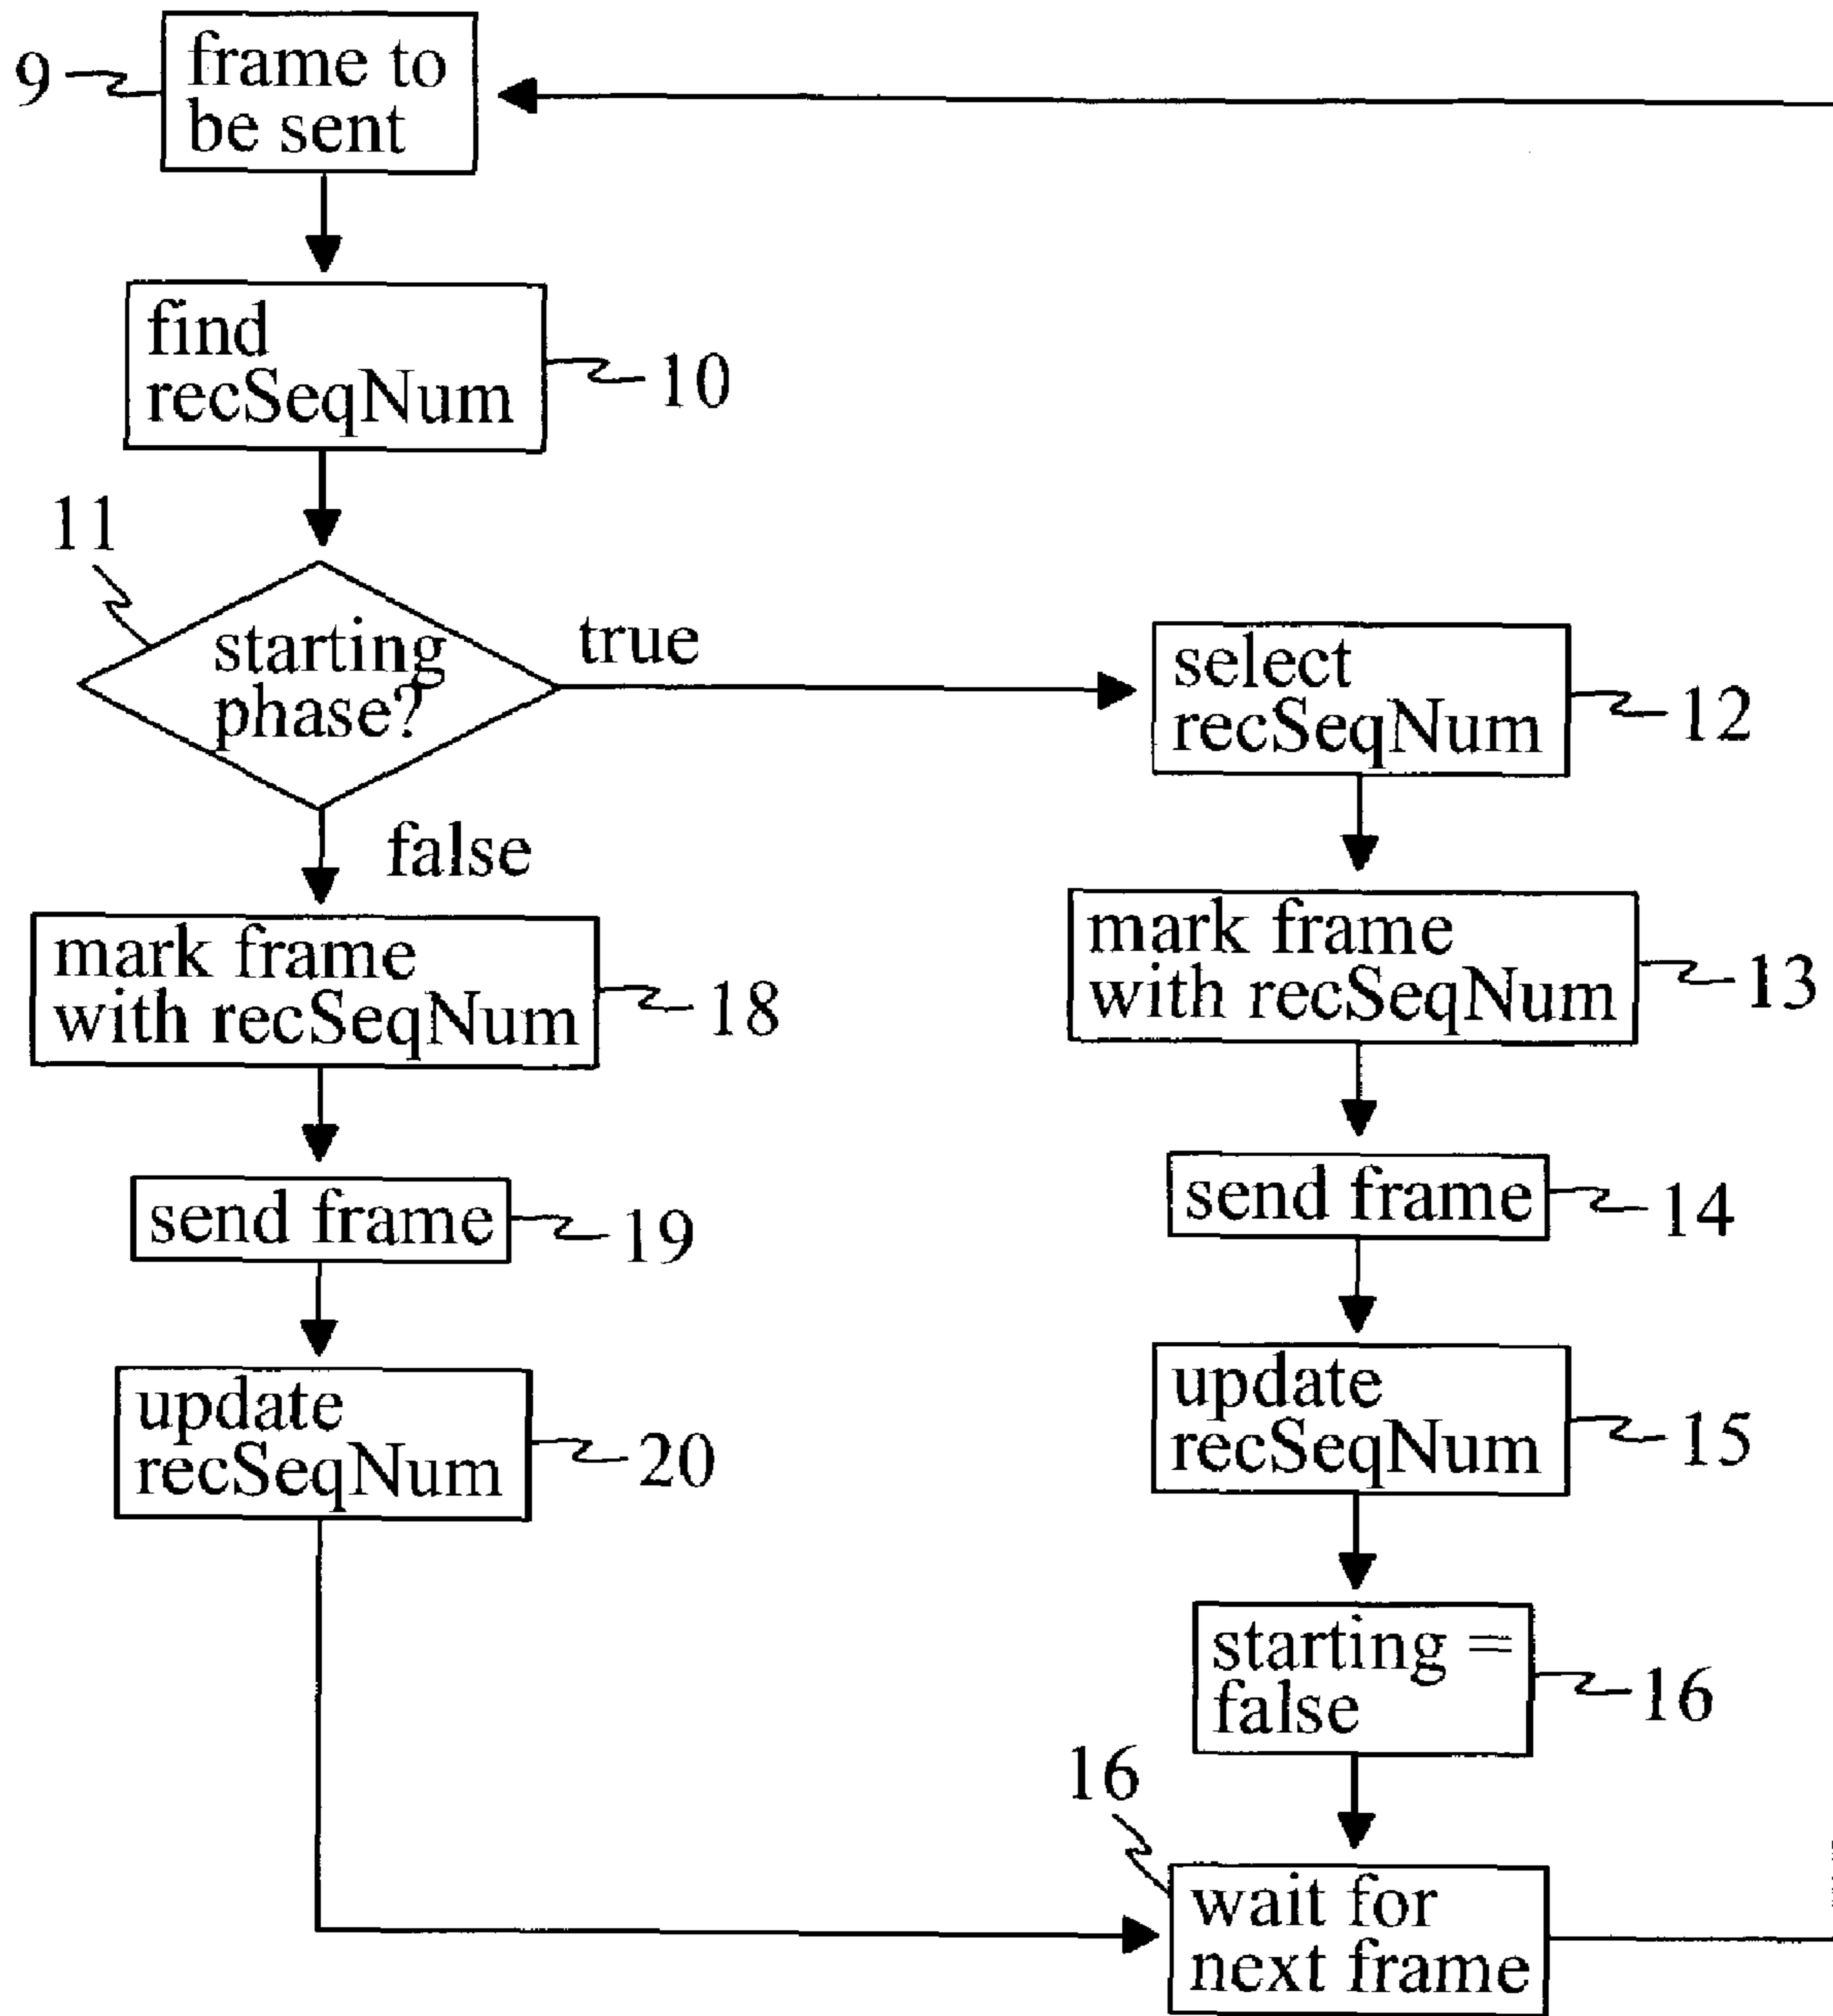 9
frame to
be sent
find
recSeqNum
10
11
starting
phase?
true
false
select
recSeqNum
12
mark frame
with recSeqNum
13
mark frame
with recSeqNum
18
send frame
14
send frame
19
update
recSeqNum
15
update
recSeqNum
20
starting =
false
16
16
wait for
next frame